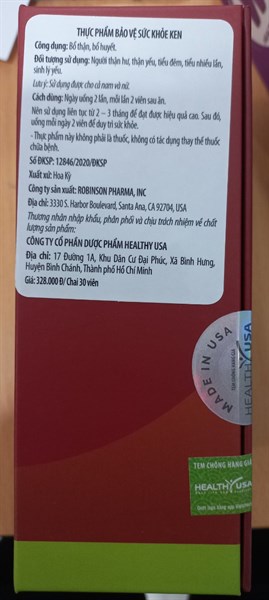 THỰC PHẨM BẢO VỆ SỨC KHỎE KEN
Công dụng: Bổ thận, bổ huyết.
Đối tượng sử dụng: Người thận hư, thận yếu, tiểu đêm, tiểu nhiều lần,
sinh lý yếu.
Lưu ý: Sử dụng được cho cả nam và nữ.
Cách dùng: Ngày uống 2 lần, mỗi lần 2 viên sau ăn.
Nên sử dụng liên tục từ 2 – 3 tháng để đạt được hiệu quả cao. Sau đó,
uống mỗi ngày 2 viên để duy trì sức khỏe.
- Thực phẩm này không phải là thuốc, không có tác dụng thay thế thuốc
chữa bệnh.
Số ĐKSP: 12846/2020/ĐKSP
Xuất xứ: Hoa Kỳ
Công ty sản xuất: ROBINSON PHARMA, INC
Địa chỉ: 3330 S. Harbor Boulevard, Santa Ana, CA 92704, USA
Thương nhân nhập khẩu, phân phối và chịu trách nhiệm về chất
lượng sản phẩm:
CÔNG TY CỔ PHẦN DƯỢC PHẨM HEALTHY USA
Địa chỉ: 17 Đường 1A, Khu Dân Cư Đại Phúc, Xã Bình Hưng,
Huyện Bình Chánh, Thành phố Hồ Chí Minh
Giá: 328.000 Đ/ Chai 30 viên
MADE IN USA
TEM CHỐNG HÀNG GIẢ
HEALTHY USA
TEM CHỐNG HÀNG GIẢ
HEALTHY USA